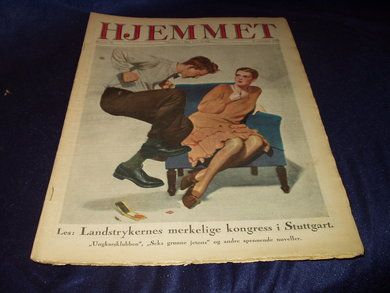 HJEMMET
Les: Landstrykernes merkelige kongress i Stuttgart.
„Ungkarsklubben", „Seks grønne jetons" og andre spennende noveller.